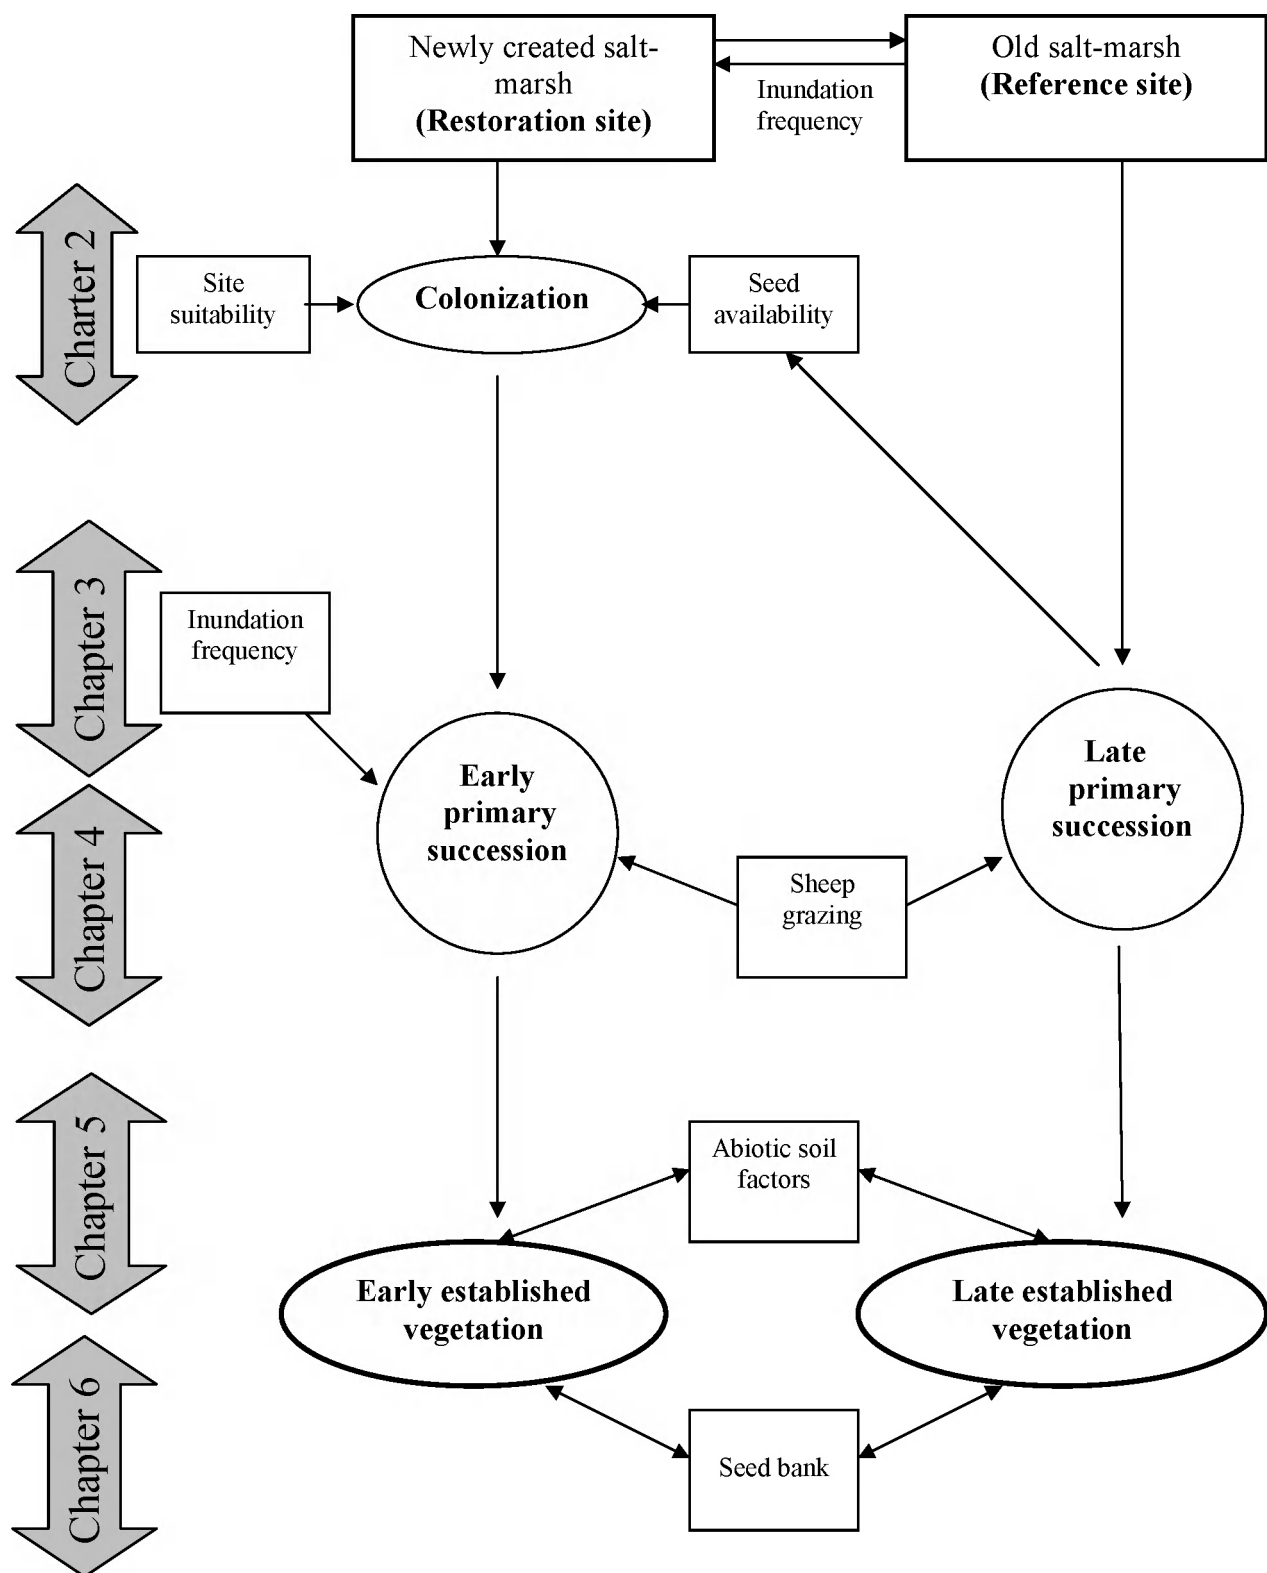 Newly created salt-
marsh
(Restoration site)
Inundation
frequency
Old salt-marsh
(Reference site)
Charter 2
Site
suitability
Colonization
Seed
availability
Chapter 3
Inundation
frequency
Early
primary
succession
Late
primary
succession
Chapter 4
Sheep
grazing
Chapter 5
Abiotic soil
factors
Early established
vegetation
Late established
vegetation
Chapter 6
Seed bank